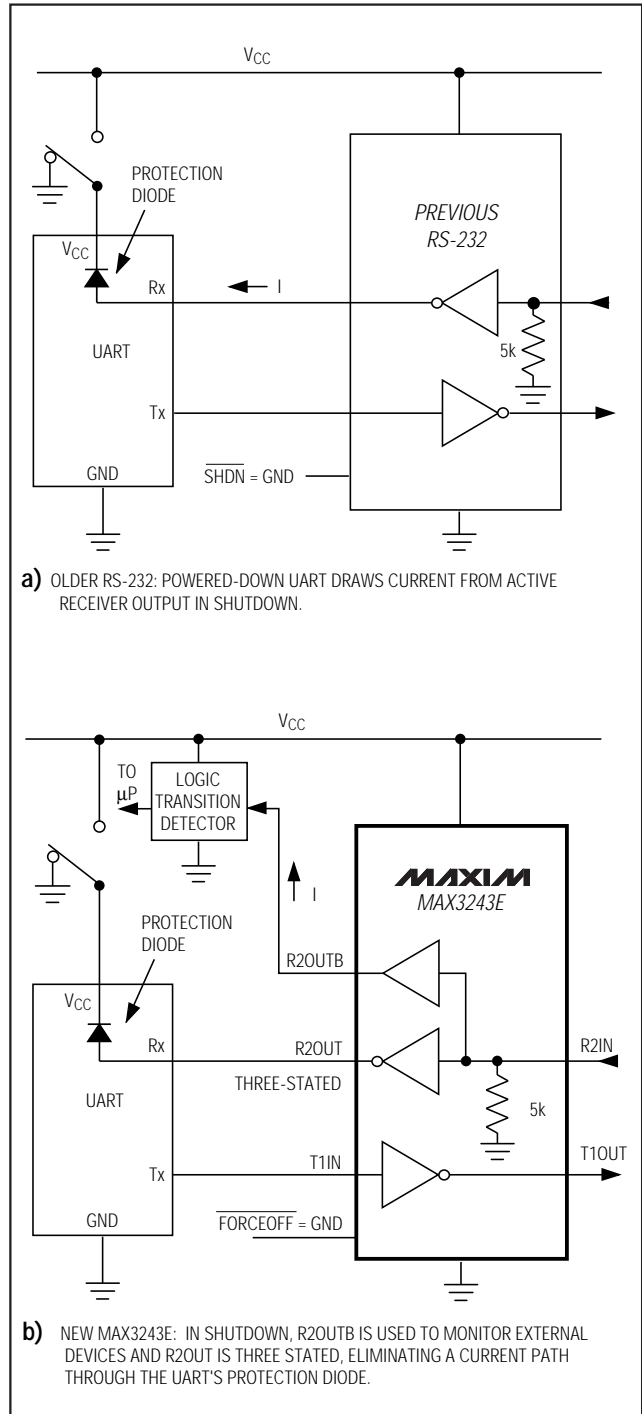 VCC
PROTECTION
DIODE
PREVIOUS
RS-232
VCC
Rx
I
5k
UART
Tx
GND
SHDN = GND
a) OLDER RS-232: POWERED-DOWN UART DRAWS CURRENT FROM ACTIVE
RECEIVER OUTPUT IN SHUTDOWN.
VCC
TO
μP
LOGIC
TRANSITION
DETECTOR
MAXIM
MAX3243E
I
PROTECTION
DIODE
R2OUTB
VCC
Rx
R2OUT
R2IN
THREE-STATED
UART
5k
Tx
T1IN
T1OUT
GND
FORCEOFF = GND
b) NEW MAX3243E: IN SHUTDOWN, R2OUTB IS USED TO MONITOR EXTERNAL
DEVICES AND R2OUT IS THREE STATED, ELIMINATING A CURRENT PATH
THROUGH THE UART'S PROTECTION DIODE.